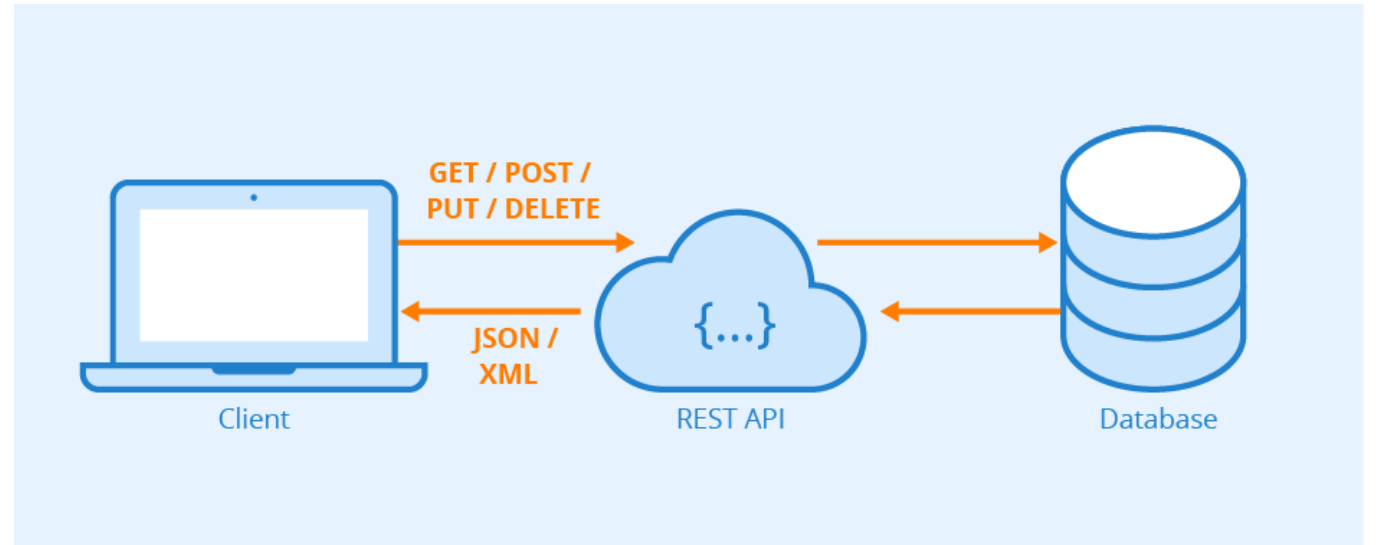 GET / POST /
PUT / DELETE
{...}
JSON /
XML
Client
REST API
Database